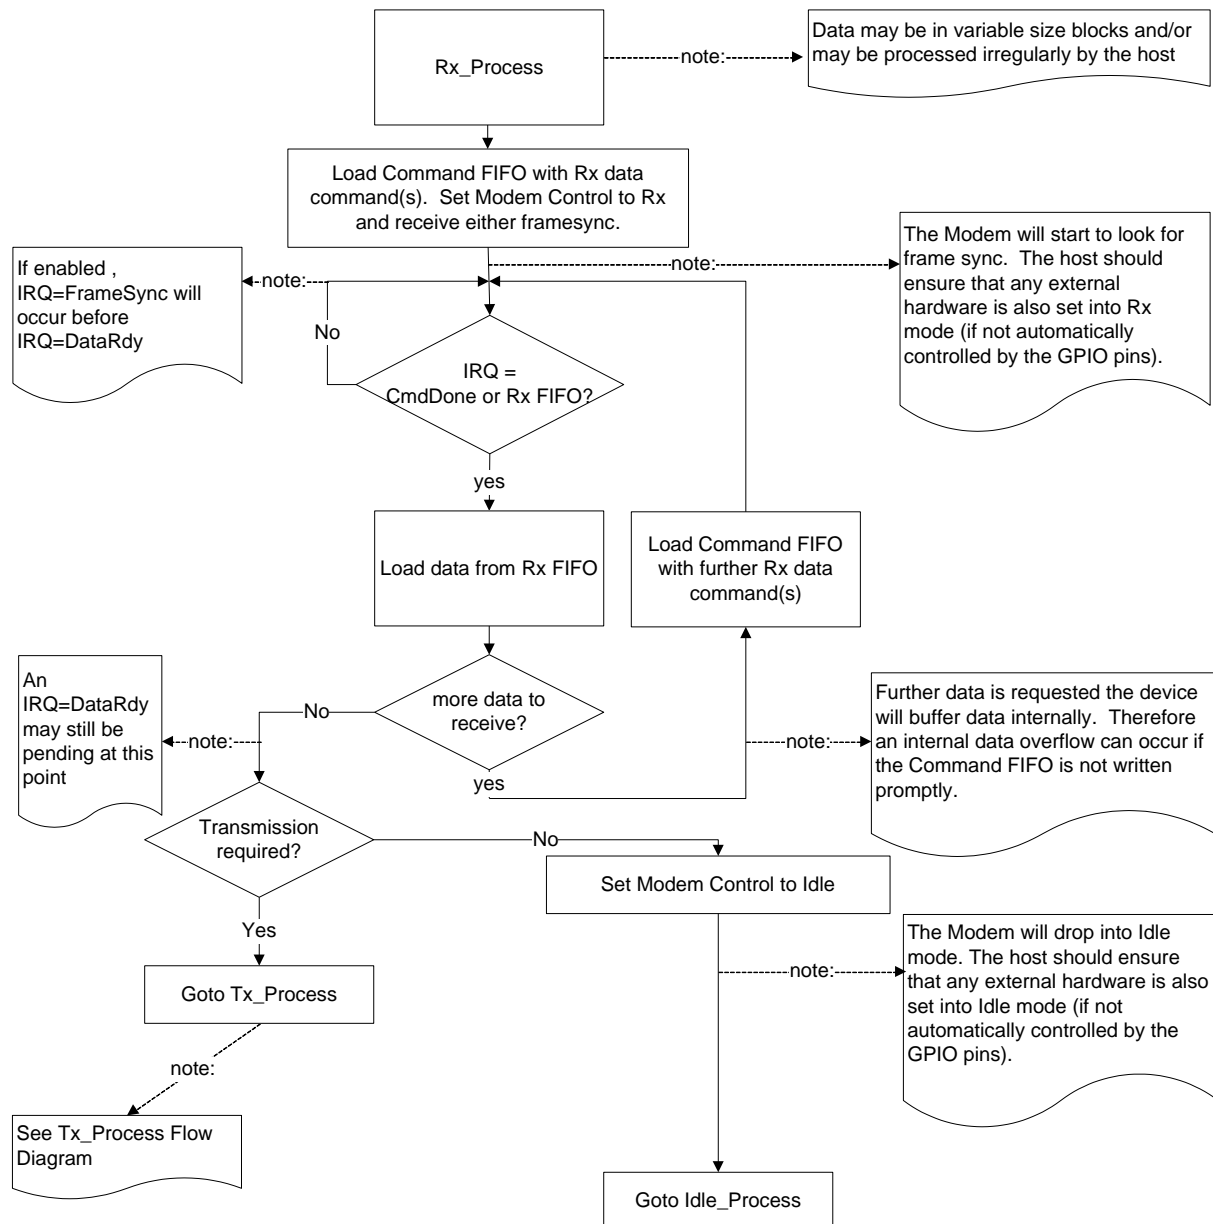 Rx_Process
note:
Data may be in variable size blocks and/or
may be processed irregularly by the host
Load Command FIFO with Rx data
command(s).  Set Modem Control to Rx
and receive either framesync.
If enabled ,
IRQ=FrameSync will
occur before
IRQ=DataRdy
note:
note:
The Modem will start to look for
frame sync.  The host should
ensure that any external
hardware is also set into Rx
mode (if not automatically
controlled by the GPIO pins).
No
IRQ =
CmdDone or Rx FIFO?
yes
Load data from Rx FIFO
Load Command FIFO
with further Rx data
command(s)
An
IRQ=DataRdy
may still be
pending at this
point
note:
No
more data to
receive?
yes
note:
Further data is requested the device
will buffer data internally.  Therefore
an internal data overflow can occur if
the Command FIFO is not written
promptly.
Transmission
required?
No
Set Modem Control to Idle
Yes
Goto Tx_Process
note:
The Modem will drop into Idle
mode. The host should ensure
that any external hardware is also
set into Idle mode (if not
automatically controlled by the
GPIO pins).
note:
See Tx_Process Flow
Diagram
Goto Idle_Process